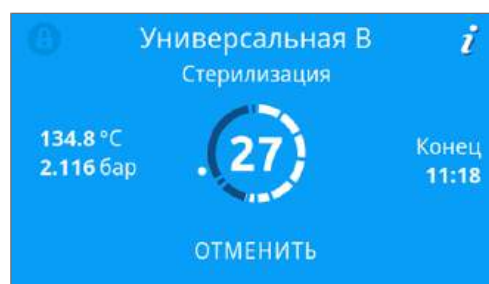 Универсальная В
i
Стерилизация
134.8 °C
2.116 бар
27
Конец
11:18
ОТМЕНИТЬ